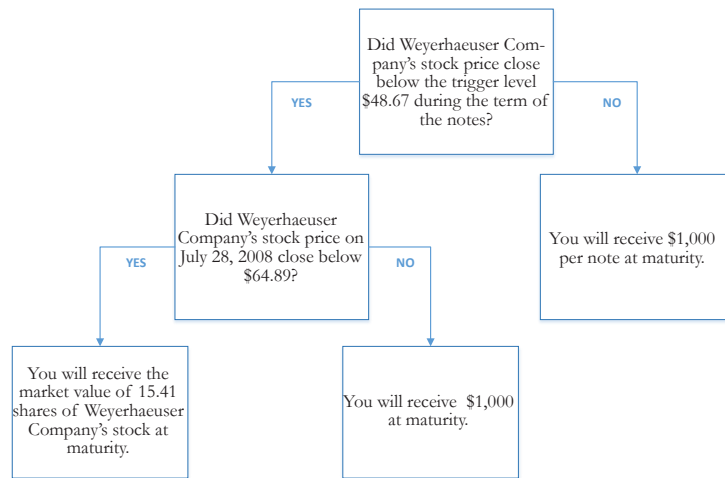 Did Weyerhaeuser Com-
pany's stock price close
below the trigger level
$48.67 during the term of
the notes?
YES
NO
Did Weyerhaeuser
Company's stock price on
July 28, 2008 close below
$64.89?
You will receive $1,000
per note at maturity.
YES
NO
You will receive the
market value of 15.41
shares of Weyerhaeuser
Company's stock at
maturity.
You will receive $1,000
at maturity.